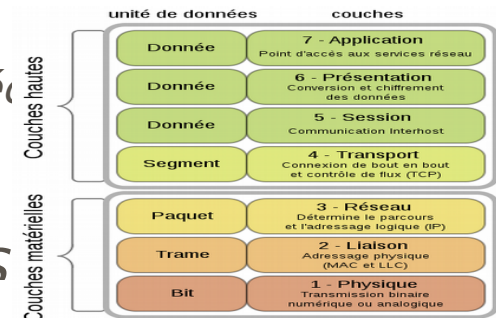 unité de données couches
Couches hautes
Donnée
7 - Application
Point d'accès aux services réseau
Donnée
6 - Présentation
Conversion et chiffrement
des données
Donnée
5 - Session
Communication Interhost
Segment
4 - Transport
Connexion de bout en bout
et contrôle de flux (TCP)
Couches matérielles
Paquet
3 - Réseau
Détermine le parcours
et l'adressage logique (IP)
Trame
2 - Liaison
Adressage physique
(MAC et LLC)
Bit
1 - Physique
Transmission binaire
numérique ou analogique